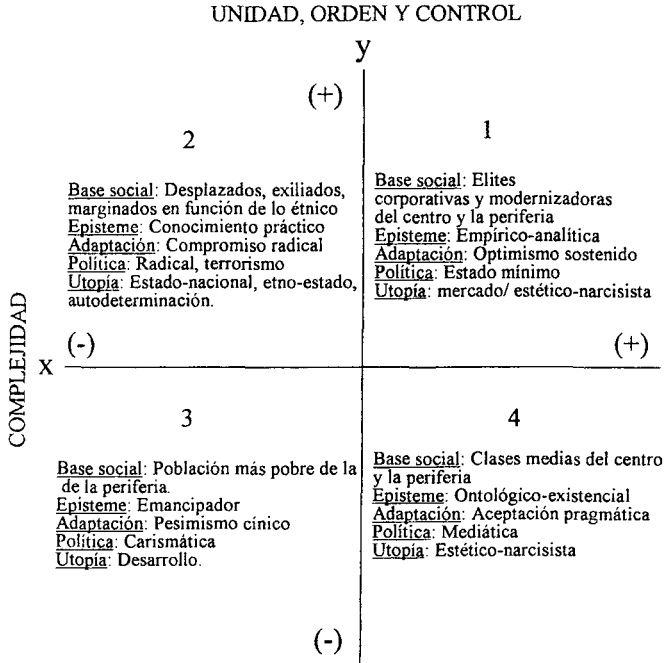 UNIDAD, ORDEN Y CONTROL
y
(+)
2
Base social: Desplazados, exiliados,
marginados en función de lo étnico
Episteme: Conocimiento práctico
Adaptación: Compromiso radical
Política: Radical, terrorismo
Utopía: Estado-nacional, etno-estado,
autodeterminación.
1
Base social: Elites
corporativas y modernizadoras
del centro y la periferia
Episteme: Empírico-analítica
Adaptación: Optimismo sostenido
Política: Estado mínimo
Utopía: mercado/ estético-narcisista
COMPLEJIDAD
x
(-)
(+)
3
Base social: Población más pobre de la
de la periferia.
Episteme: Emancipador
Adaptación: Pesimismo cínico
Política: Carismática
Utopía: Desarrollo.
4
Base social: Clases medias del centro
y la periferia
Episteme: Ontológico-existencial
Adaptación: Aceptación pragmática
Política: Mediática
Utopía: Estético-narcisista
(-)